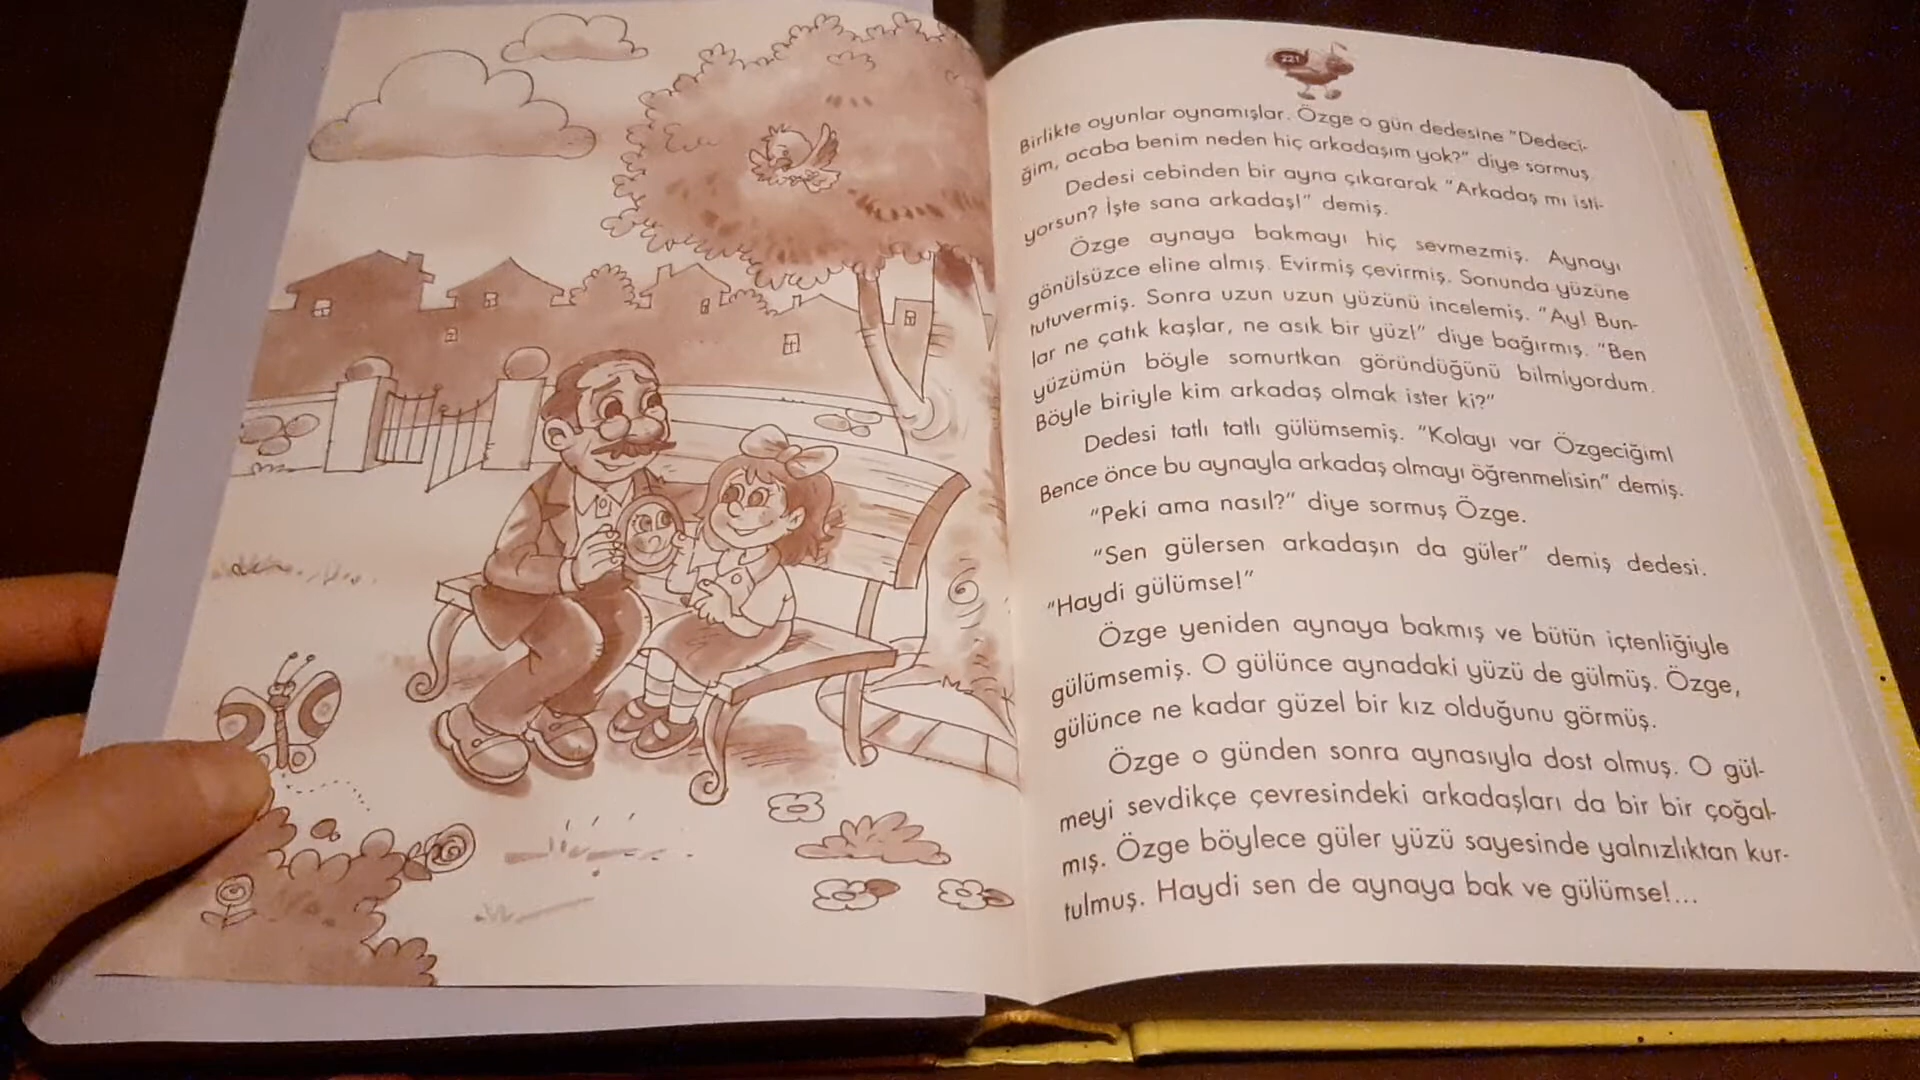 221
Birlikte oyunlar oynamışlar. Özge o gün dedesine "Dedeci-
ğim, acaba benim neden hiç arkadaşım yok?" diye sormuş.
Dedesi cebinden bir ayna çıkararak "Arkadaş mı isti-
yorsun? İşte sana arkadaş!" demiş.
Özge aynaya bakmayı hiç sevmezmiş. Aynayı
gönülsüzce eline almış. Evirmiş çevirmiş. Sonunda yüzüne
tutuvermiş. Sonra uzun uzun yüzünü incelemiş. "Ay! Bun-
lar ne çatık kaşlar, ne asık bir yüz!" diye bağırmış. "Ben
yüzümün böyle somurtkan göründüğünü bilmiyordum.
Böyle biriyle kim arkadaş olmak ister ki?"
Dedesi tatlı tatlı gülümsemiş. "Kolayı var Özgeciğim!
Bence önce bu aynayla arkadaş olmayı öğrenmelisin" demiş.
"Peki ama nasıl?" diye sormuş Özge.
"Sen gülersen arkadaşın da güler" demiş dedesi.
"Haydi gülümse!"
Özge yeniden aynaya bakmış ve bütün içtenliğiyle
gülümsemiş. O gülünce aynadaki yüzü de gülmüş. Özge,
gülünce ne kadar güzel bir kız olduğunu görmüş.
Özge o günden sonra aynasıyla dost olmuş. O gül-
meyi sevdikçe çevresindeki arkadaşları da bir bir çoğal-
mış. Özge böylece güler yüzü sayesinde yalnızlıktan kur-
tulmuş. Haydi sen de aynaya bak ve gülümse!...